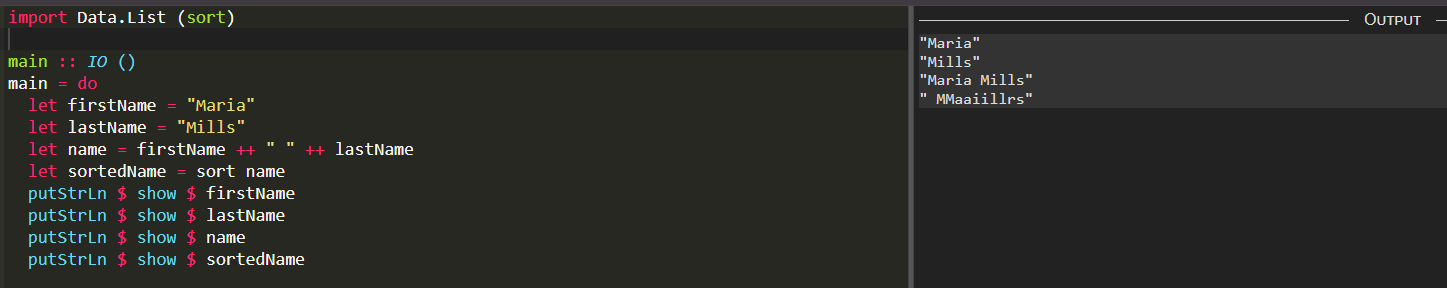 import Data.List (sort)
main :: IO ()
main = do
  let firstName = "Maria"
  let lastName = "Mills"
  let name = firstName ++ " " ++ lastName
  let sortedName = sort name
  putStrLn $ show $ firstName
  putStrLn $ show $ lastName
  putStrLn $ show $ name
  putStrLn $ show $ sortedName
Output
"Maria"
"Mills"
"Maria Mills"
" MMaaiillrs"